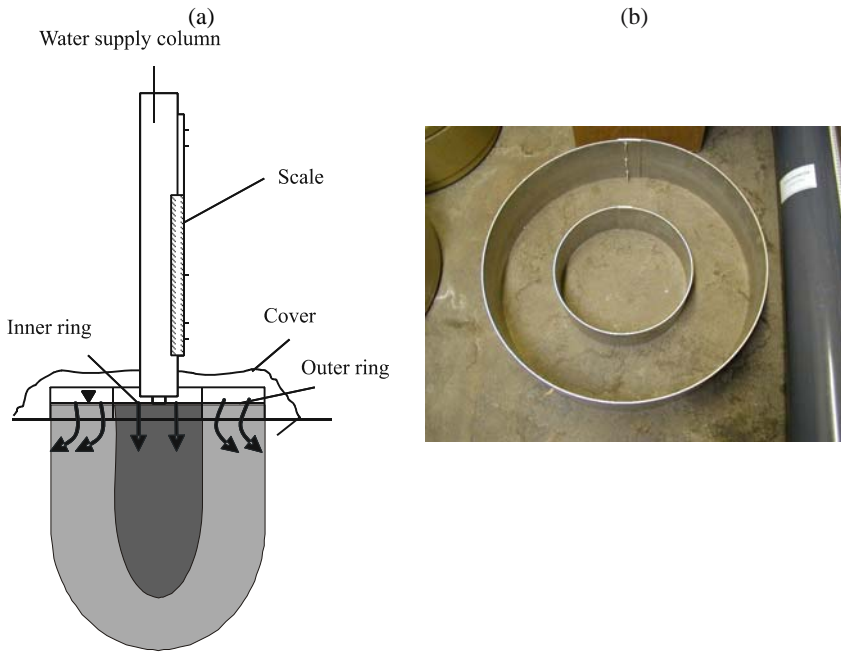 (a)
Water supply column
Scale
Inner ring
Cover
Outer ring
(b)